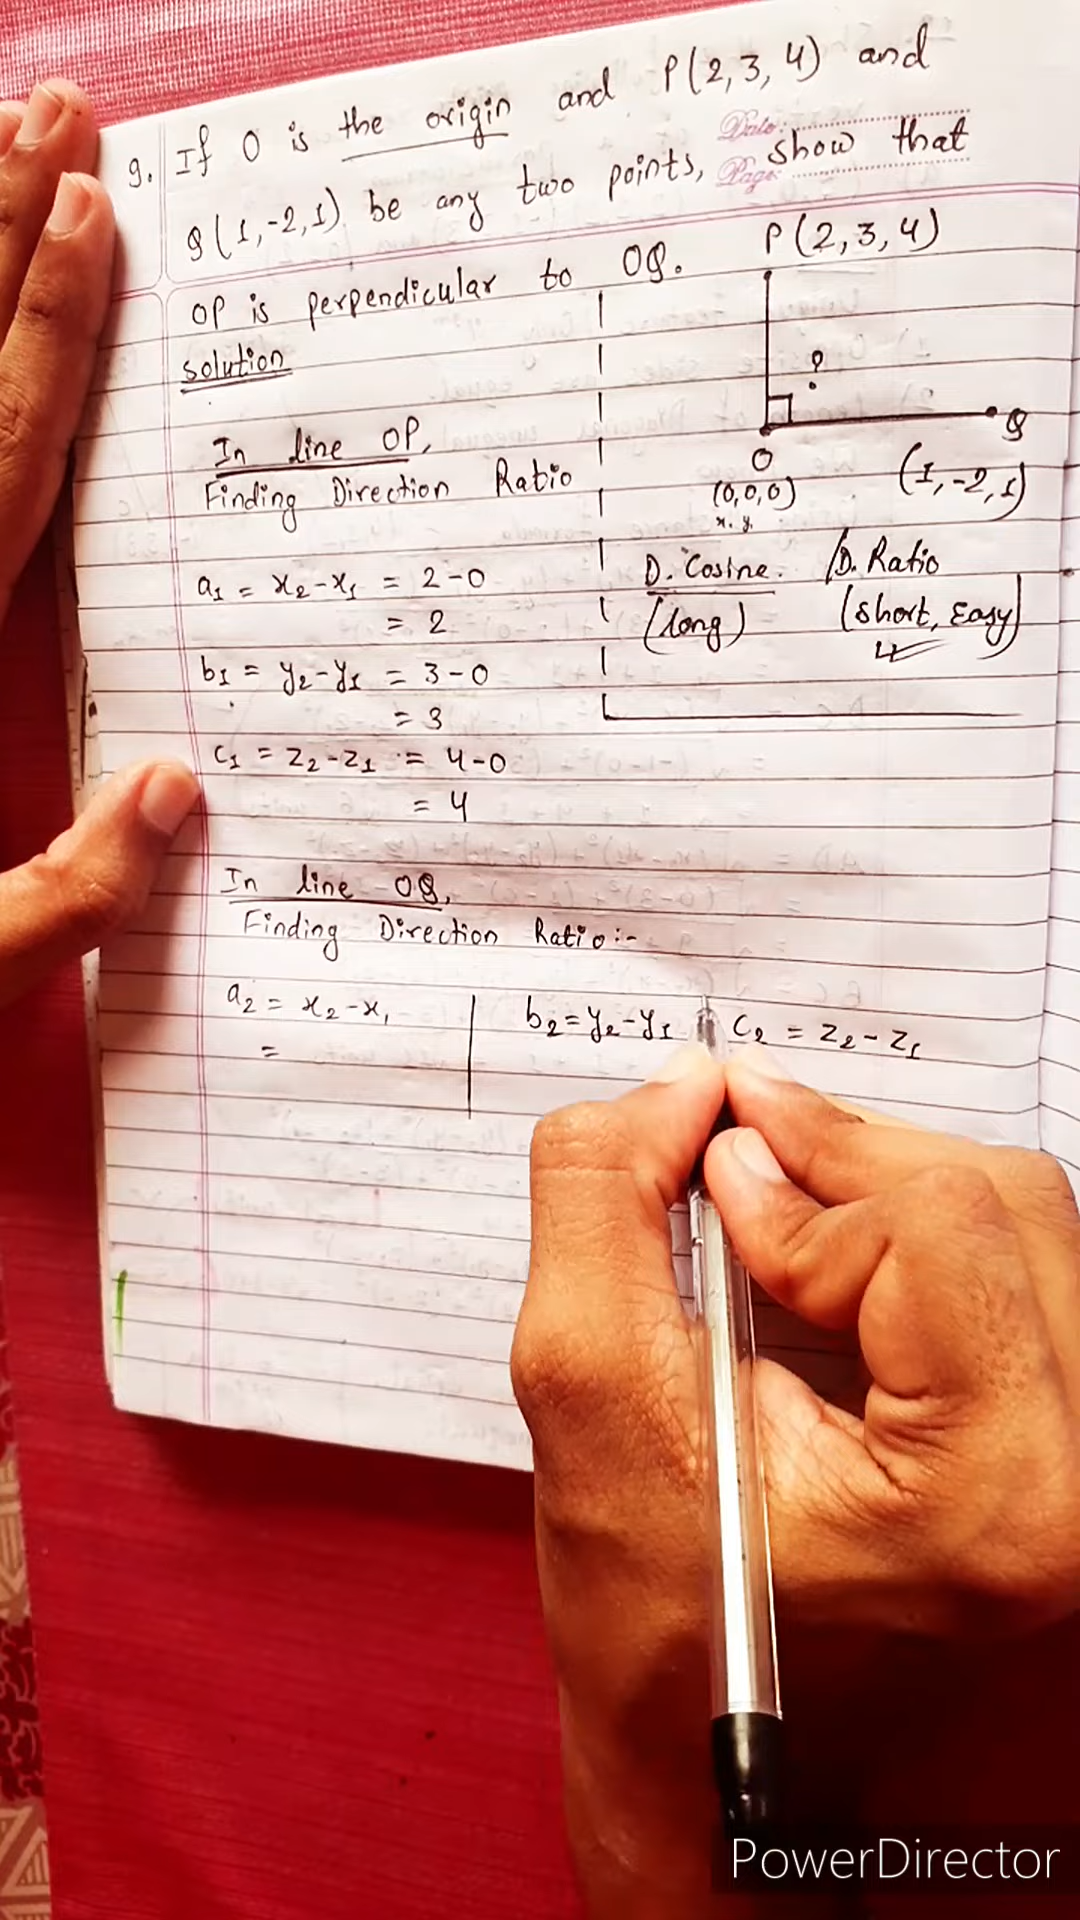 9. If O is the origin and P(2,3,4) and
Date:
Q(1,-2,1) be any two points, show that
Page:
OP is perpendicular to OQ.
P(2,3,4)
solution
?
In line OP,
Q
O
(0,0,0)
x. y.
(1,-2,1)
Finding Direction Ratio
D. Cosine. /D. Ratio
(long) (short, Easy)
a1 = x2-x1 = 2-0
= 2
b1 = y2-y1 = 3-0
= 3
c1 = z2-z1 = 4-0
= 4
In line OQ,
Finding Direction Ratio:-
a2 = x2-x1
b2=y2-y1
c2 = z2-z1
=
PowerDirector